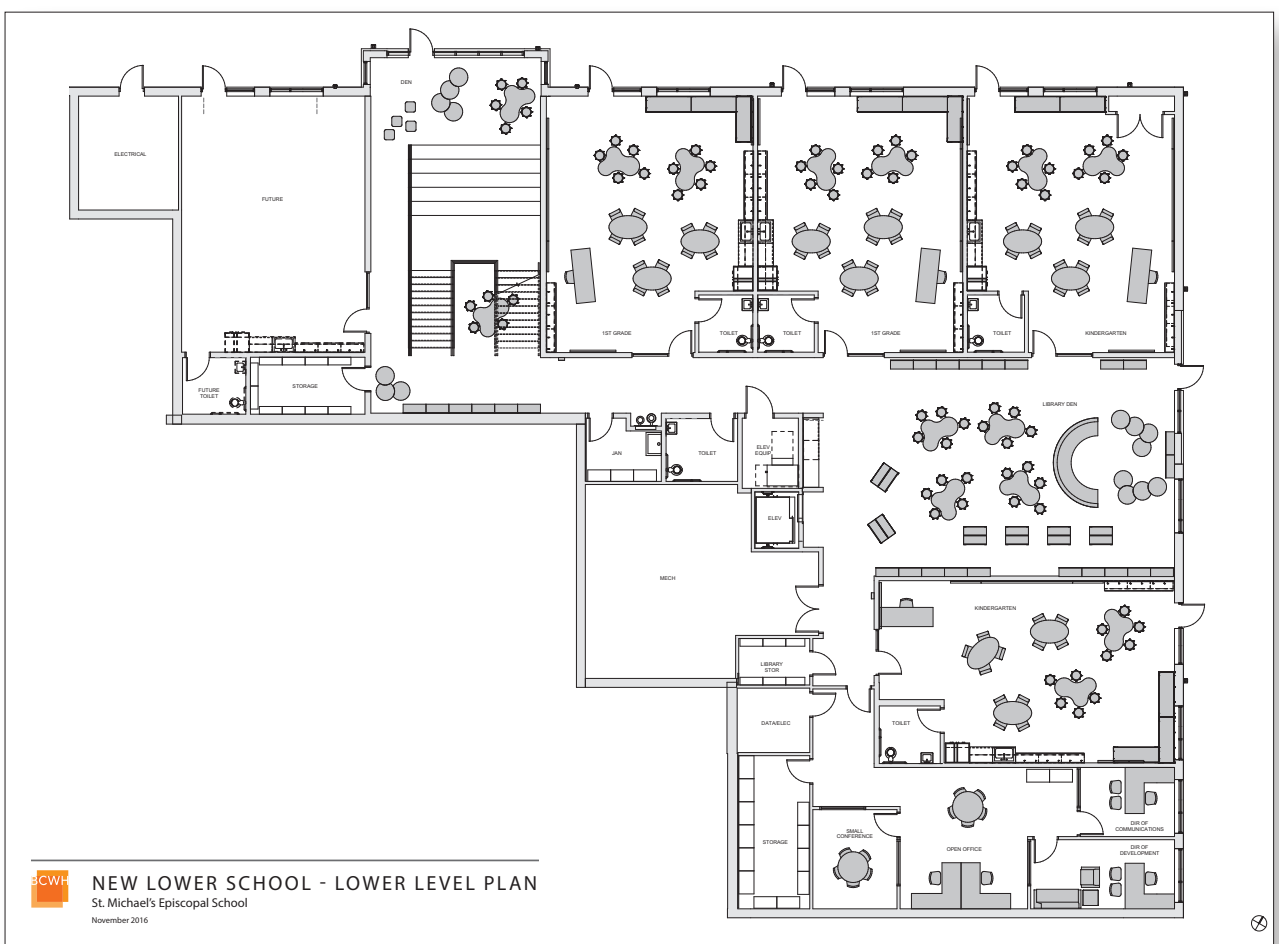 DEN
ELECTRICAL
FUTURE
1ST GRADE
TOILET
TOILET
1ST GRADE
TOILET
KINDERGARTEN
FUTURE
TOILET
STORAGE
LIBRARY DEN
JAN
TOILET
ELEV
EQUIP
ELEV
MECH
KINDERGARTEN
LIBRARY
STOR
DATA/ELEC
TOILET
STORAGE
SMALL
CONFERENCE
OPEN OFFICE
DIR OF
COMMUNICATIONS
DIR OF
DEVELOPMENT
BCWH
NEW LOWER SCHOOL - LOWER LEVEL PLAN
St. Michael's Episcopal School
November 2016